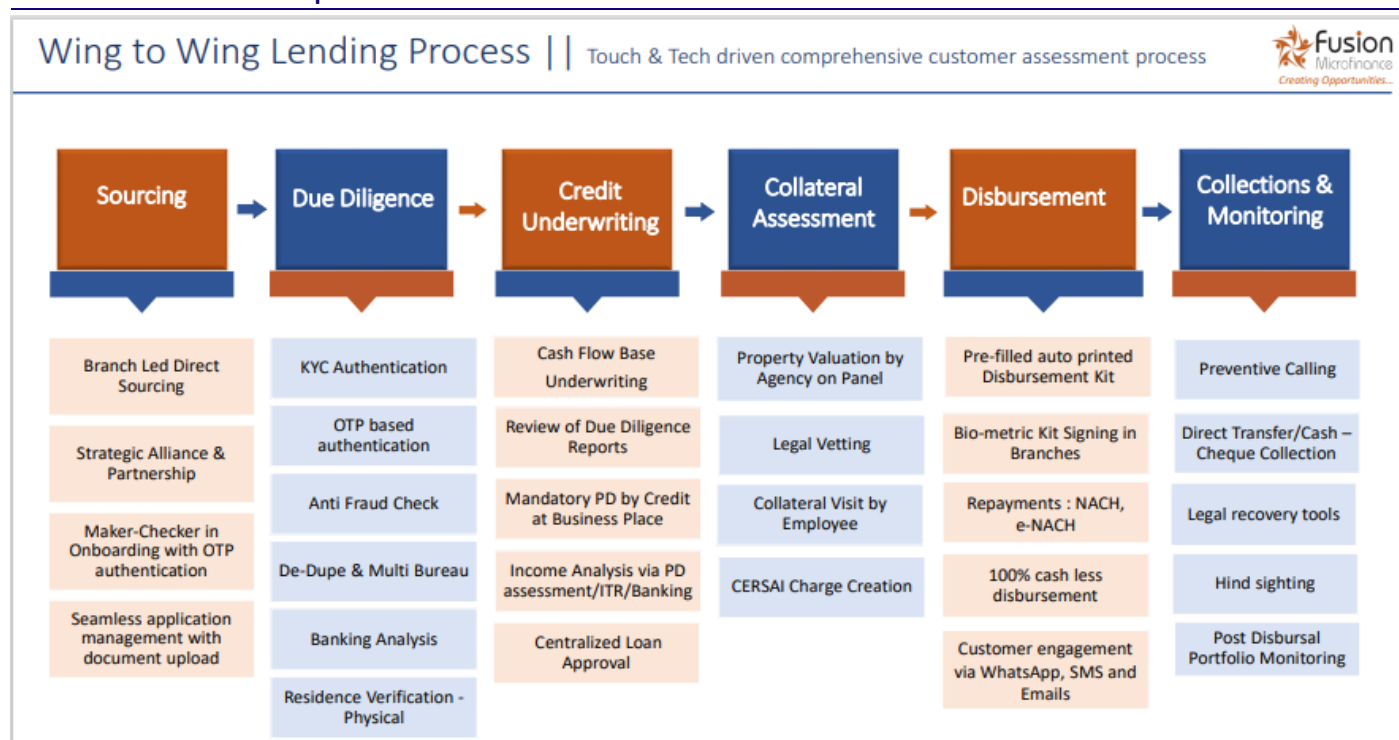 Wing to Wing Lending Process || Touch & Tech driven comprehensive customer assessment process
Fusion
Microfinance
Creating Opportunities...
Sourcing
Due Diligence
Credit
Underwriting
Collateral
Assessment
Disbursement
Collections &
Monitoring
Branch Led Direct
Sourcing
Strategic Alliance &
Partnership
Maker-Checker in
Onboarding with OTP
authentication
Seamless application
management with
document upload
KYC Authentication
OTP based
authentication
Anti Fraud Check
De-Dupe & Multi Bureau
Banking Analysis
Residence Verification -
Physical
Cash Flow Base
Underwriting
Review of Due Diligence
Reports
Mandatory PD by Credit
at Business Place
Income Analysis via PD
assessment/ITR/Banking
Centralized Loan
Approval
Property Valuation by
Agency on Panel
Legal Vetting
Collateral Visit by
Employee
CERSAI Charge Creation
Pre-filled auto printed
Disbursement Kit
Bio-metric Kit Signing in
Branches
Repayments : NACH,
e-NACH
100% cash less
disbursement
Customer engagement
via WhatsApp, SMS and
Emails
Preventive Calling
Direct Transfer/Cash –
Cheque Collection
Legal recovery tools
Hind sighting
Post Disbursal
Portfolio Monitoring